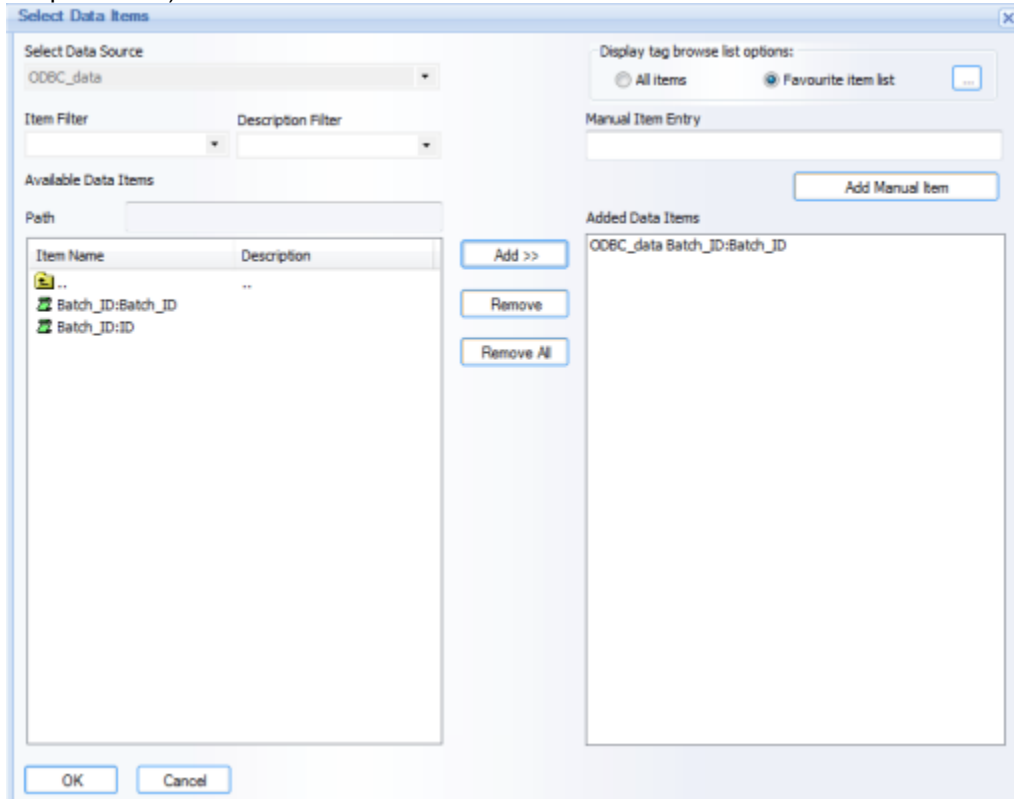 Select Data Items
Select Data Source
ODBC_data
Display tag browse list options:
All items
Favourite item list
...
Item Filter
Description Filter
Manual Item Entry
Available Data Items
Add Manual Item
Path
Added Data Items
Item Name
Description
Add >>
ODBC_data Batch_ID:Batch_ID
..
..
Batch_ID:Batch_ID
Remove
Batch_ID:ID
Remove All
OK
Cancel